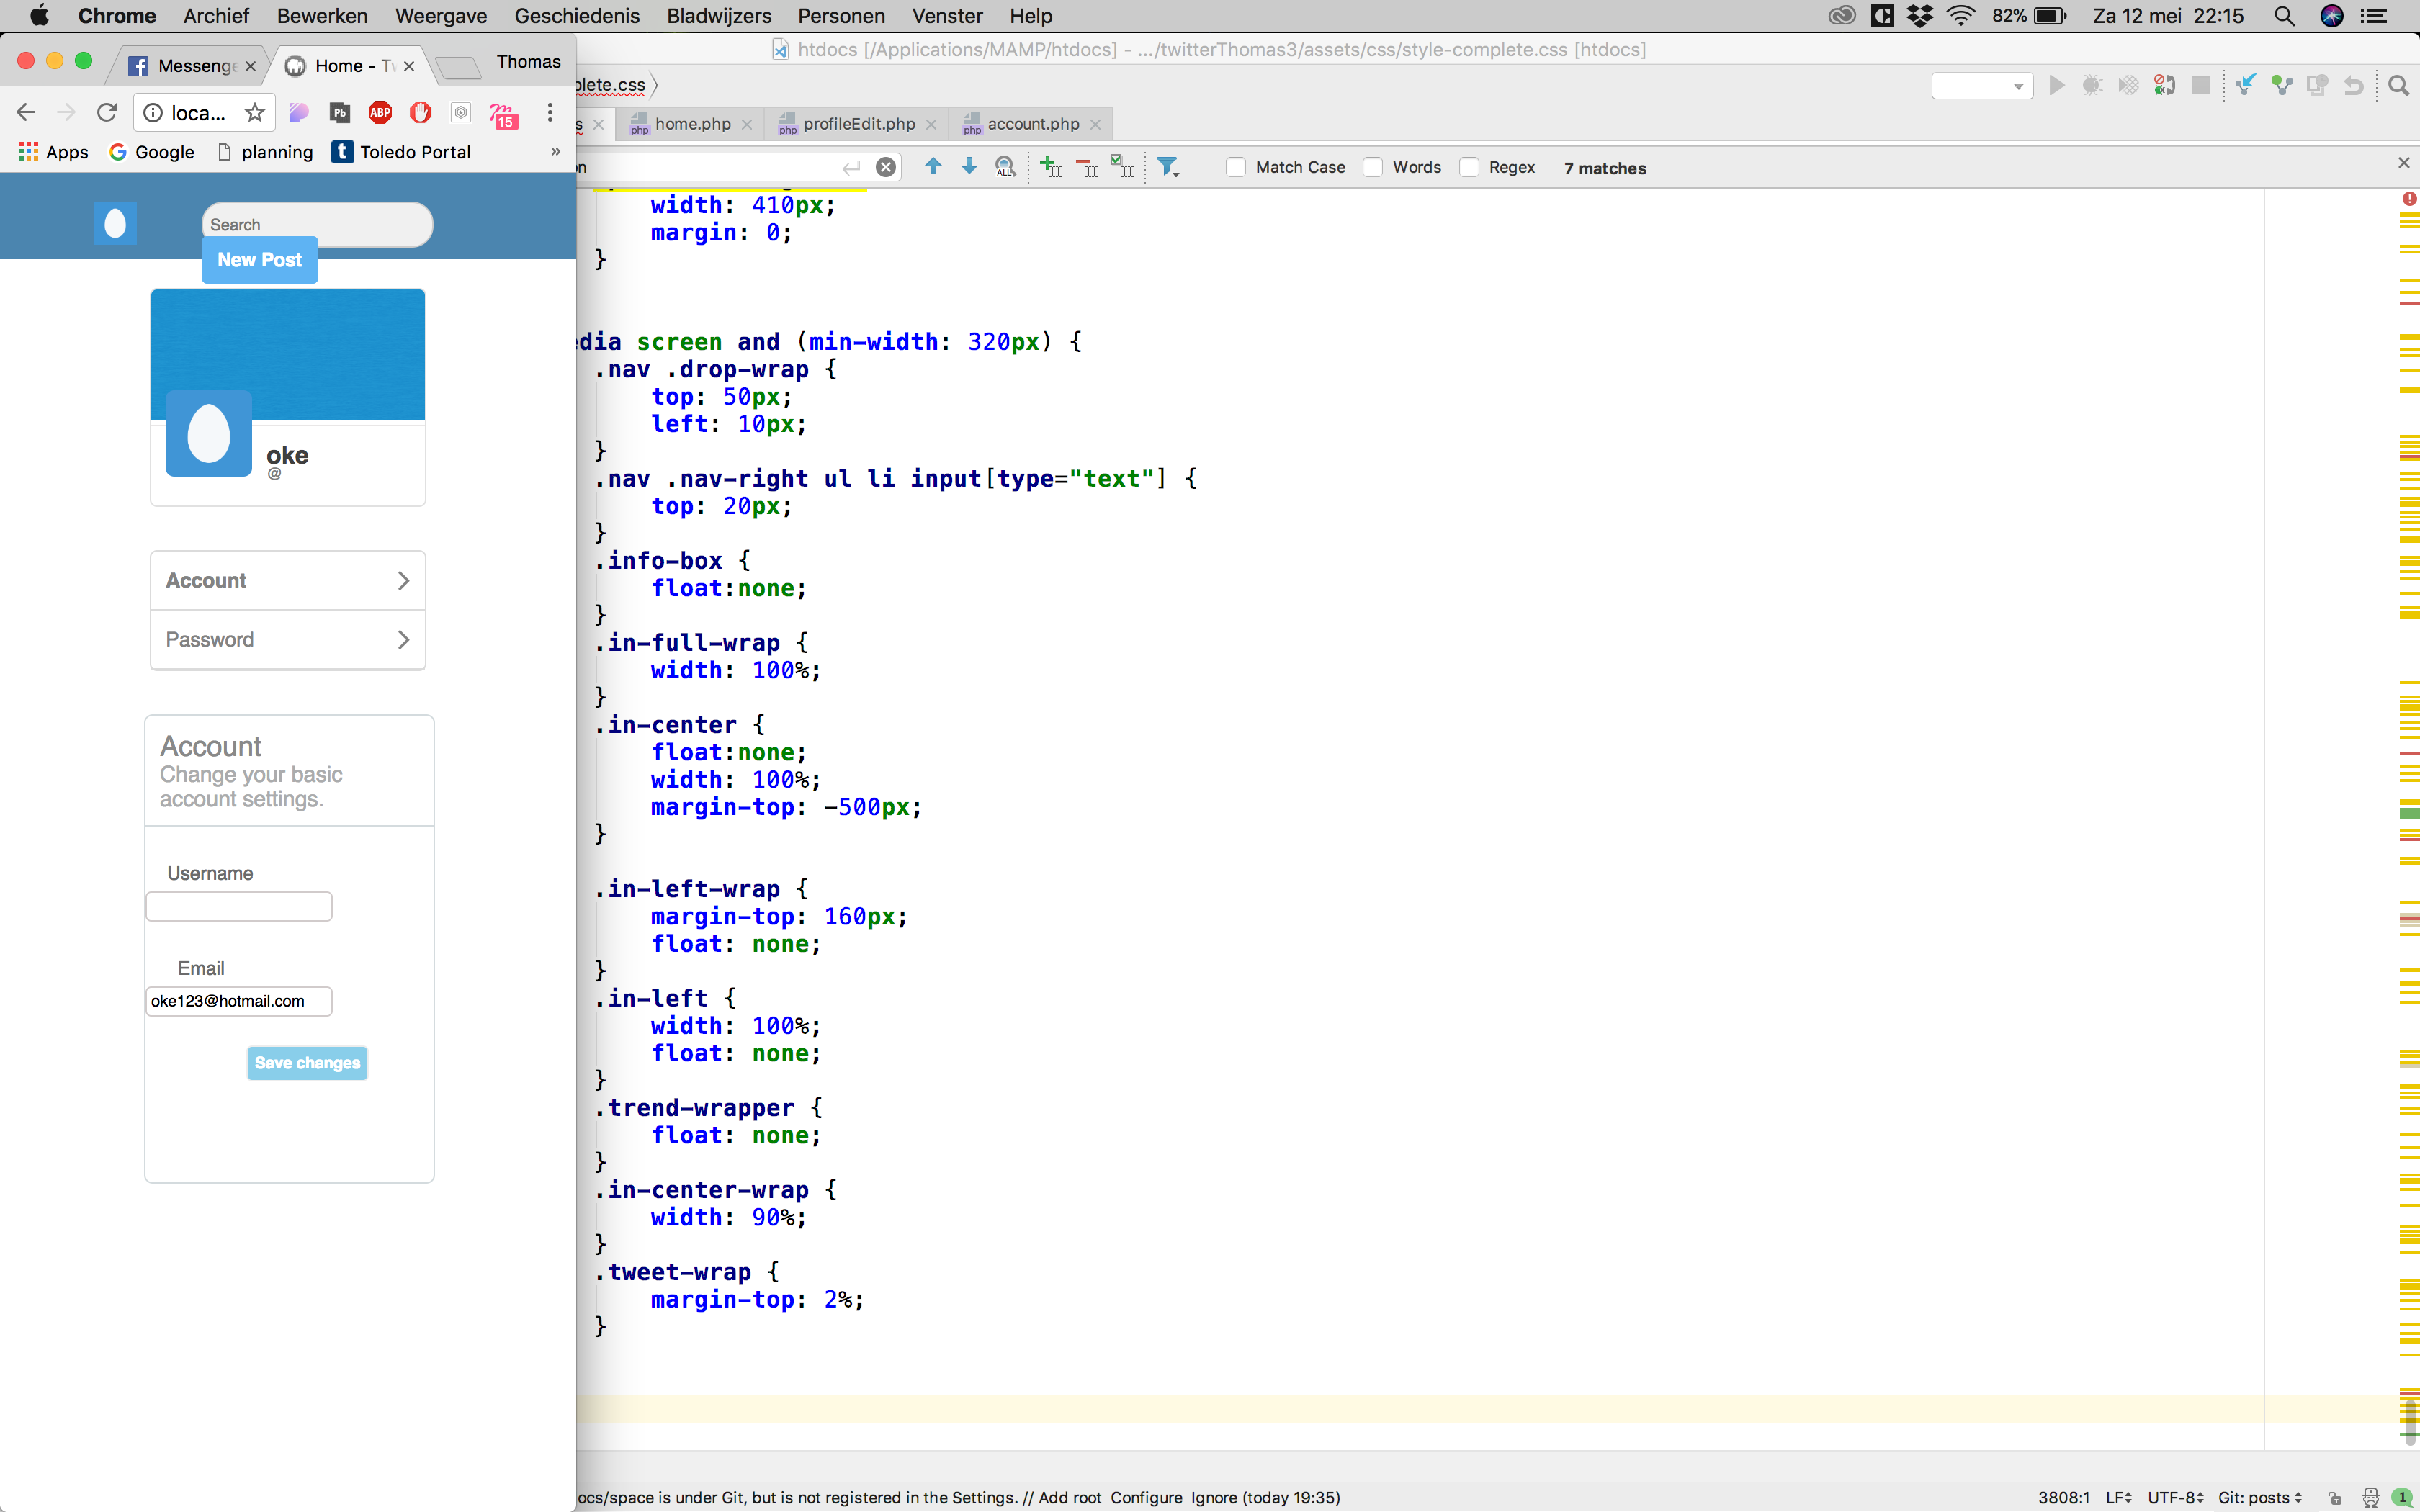 Chrome Archief Bewerken Weergave Geschiedenis Bladwijzers Personen Venster Help 82% Za 12 mei 22:15
Messenge Home - Tv Thomas
htdocs [/Applications/MAMP/htdocs] - .../twitterThomas3/assets/css/style-complete.css [htdocs]
loca... Pb ABP 15
plete.css
s home.php profileEdit.php account.php
Apps Google planning Toledo Portal »
n ALL Match Case Words Regex 7 matches
Search
New Post
oke
@
Account
Password
Account
Change your basic
account settings.
Username
Email
oke123@hotmail.com
Save changes
width: 410px;
margin: 0;
}
edia screen and (min-width: 320px) {
.nav .drop-wrap {
top: 50px;
left: 10px;
}
.nav .nav-right ul li input[type="text"] {
top: 20px;
}
.info-box {
float:none;
}
.in-full-wrap {
width: 100%;
}
.in-center {
float:none;
width: 100%;
margin-top: -500px;
}
.in-left-wrap {
margin-top: 160px;
float: none;
}
.in-left {
width: 100%;
float: none;
}
.trend-wrapper {
float: none;
}
.in-center-wrap {
width: 90%;
}
.tweet-wrap {
margin-top: 2%;
}
ocs/space is under Git, but is not registered in the Settings. // Add root Configure Ignore (today 19:35) 3808:1 LF UTF-8 Git: posts 1